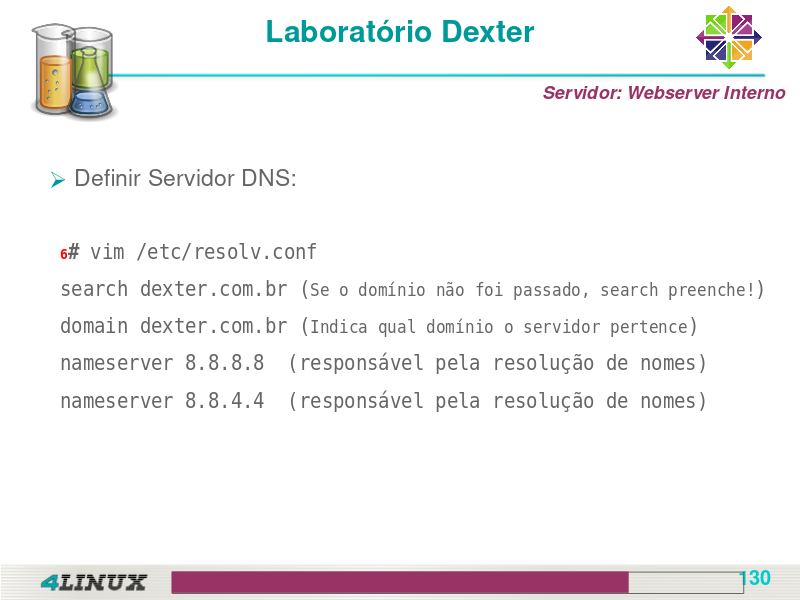 Laboratório Dexter
Servidor: Webserver Interno
Definir Servidor DNS:
6# vim /etc/resolv.conf
search dexter.com.br (Se o domínio não foi passado, search preenche!)
domain dexter.com.br (Indica qual domínio o servidor pertence)
nameserver 8.8.8.8 (responsável pela resolução de nomes)
nameserver 8.8.4.4 (responsável pela resolução de nomes)
4LINUX
130